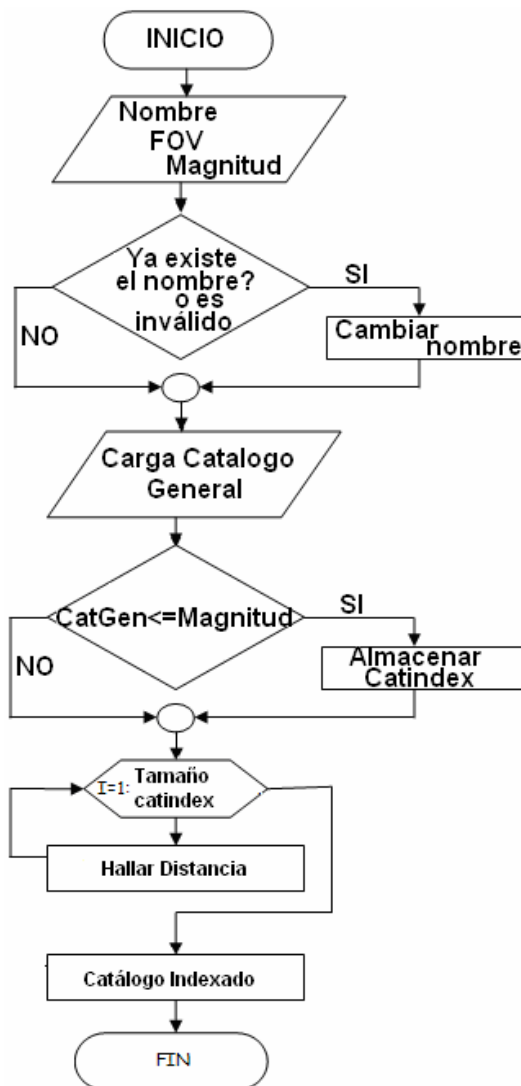 INICIO
Nombre
FOV
Magnitud
Ya existe
el nombre?
o es
inválido
SI
NO
Cambiar
nombre
Carga Catalogo
General
CatGen<=Magnitud
SI
NO
Almacenar
Catindex
I=1: Tamaño
catindex
Hallar Distancia
Catálogo Indexado
FIN